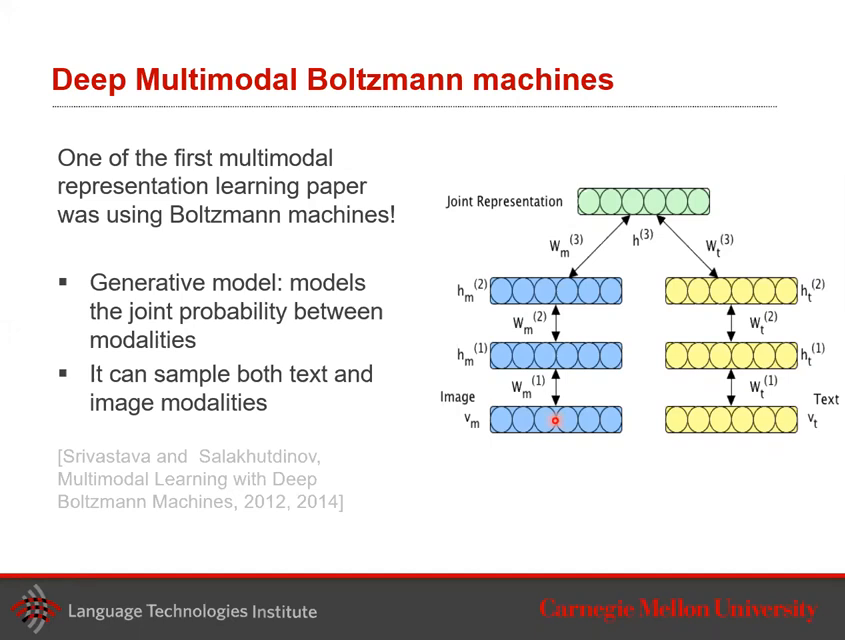 Deep Multimodal Boltzmann machines
One of the first multimodal
representation learning paper
was using Boltzmann machines!
▪ Generative model: models
the joint probability between
modalities
▪ It can sample both text and
image modalities
[Srivastava and Salakhutdinov,
Multimodal Learning with Deep
Boltzmann Machines, 2012, 2014]
Joint Representation
W_m^(3) h^(3) W_t^(3)
h_m^(2) h_t^(2)
W_m^(2) W_t^(2)
h_m^(1) h_t^(1)
W_m^(1) W_t^(1)
Image Text
v_m v_t
Language Technologies Institute
Carnegie Mellon University